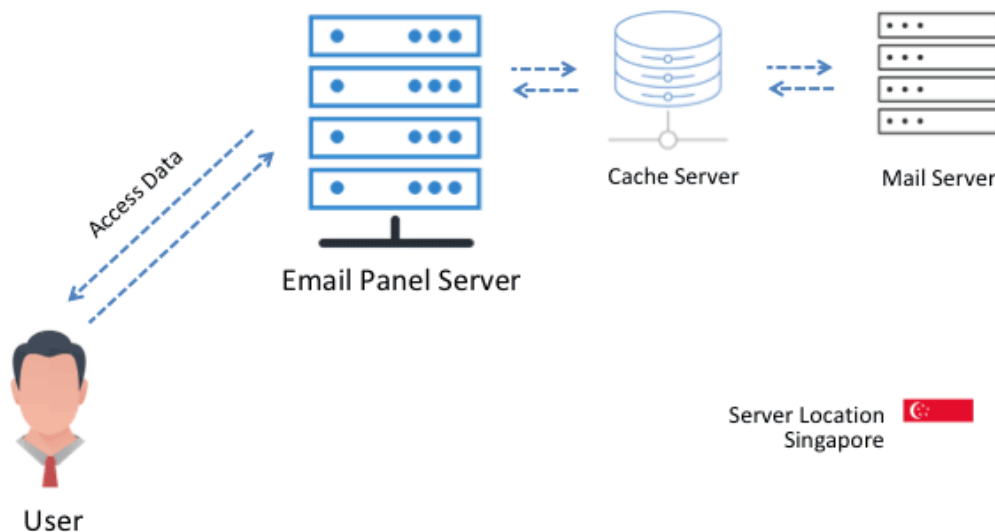 Access Data
Email Panel Server
Cache Server
Mail Server
Server Location
Singapore
User